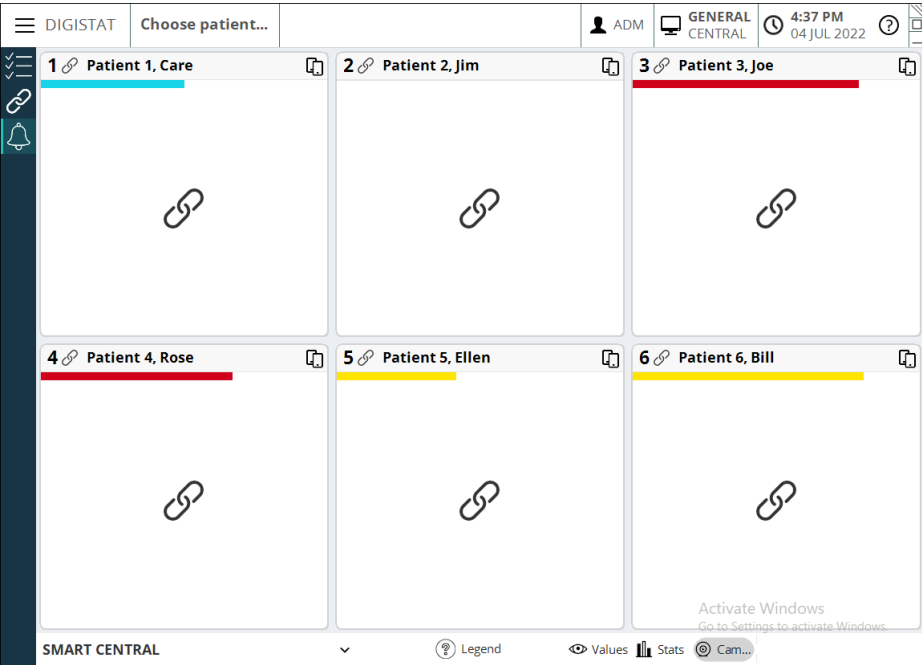 DIGISTAT
Choose patient...
ADM
GENERAL
CENTRAL
4:37 PM
04 JUL 2022
1 Patient 1, Care
2 Patient 2, Jim
3 Patient 3, Joe
4 Patient 4, Rose
5 Patient 5, Ellen
6 Patient 6, Bill
Activate Windows
Go to Settings to activate Windows.
SMART CENTRAL
Legend
Values
Stats
Cam...